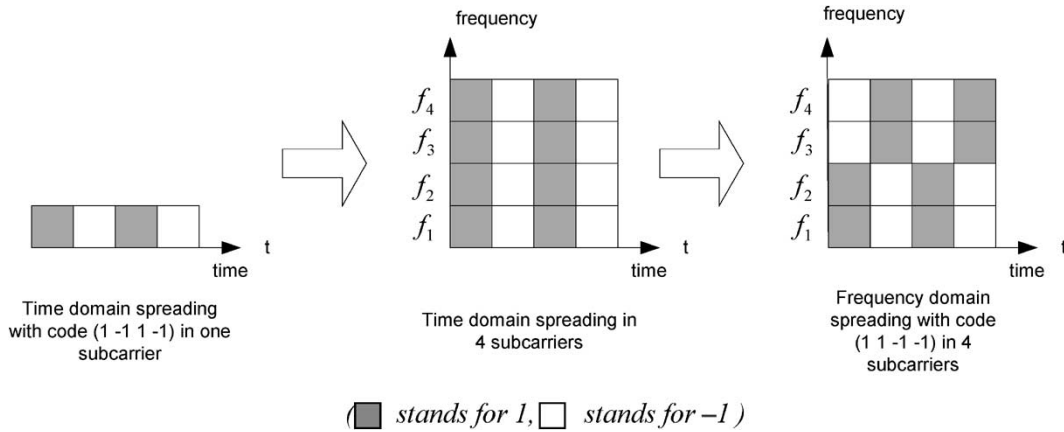 frequency
frequency
f4
f3
f2
f1
f4
f3
f2
f1
t
time
t
time
t
time
Time domain spreading
with code (1 -1 1 -1) in one
subcarrier
Time domain spreading in
4 subcarriers
Frequency domain
spreading with code
(1 1 -1 -1) in 4
subcarriers
( stands for 1, stands for –1 )